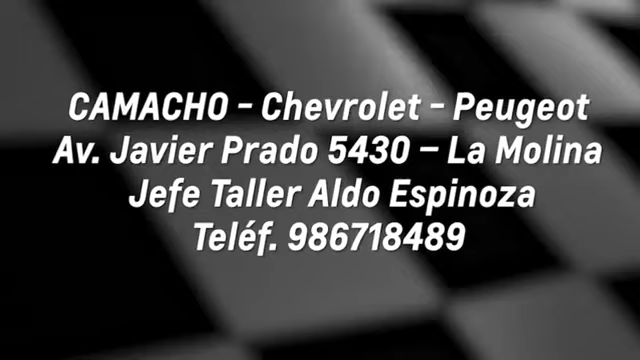 CAMACHO - Chevrolet - Peugeot
Av. Javier Prado 5430 – La Molina
Jefe Taller Aldo Espinoza
Teléf. 986718489